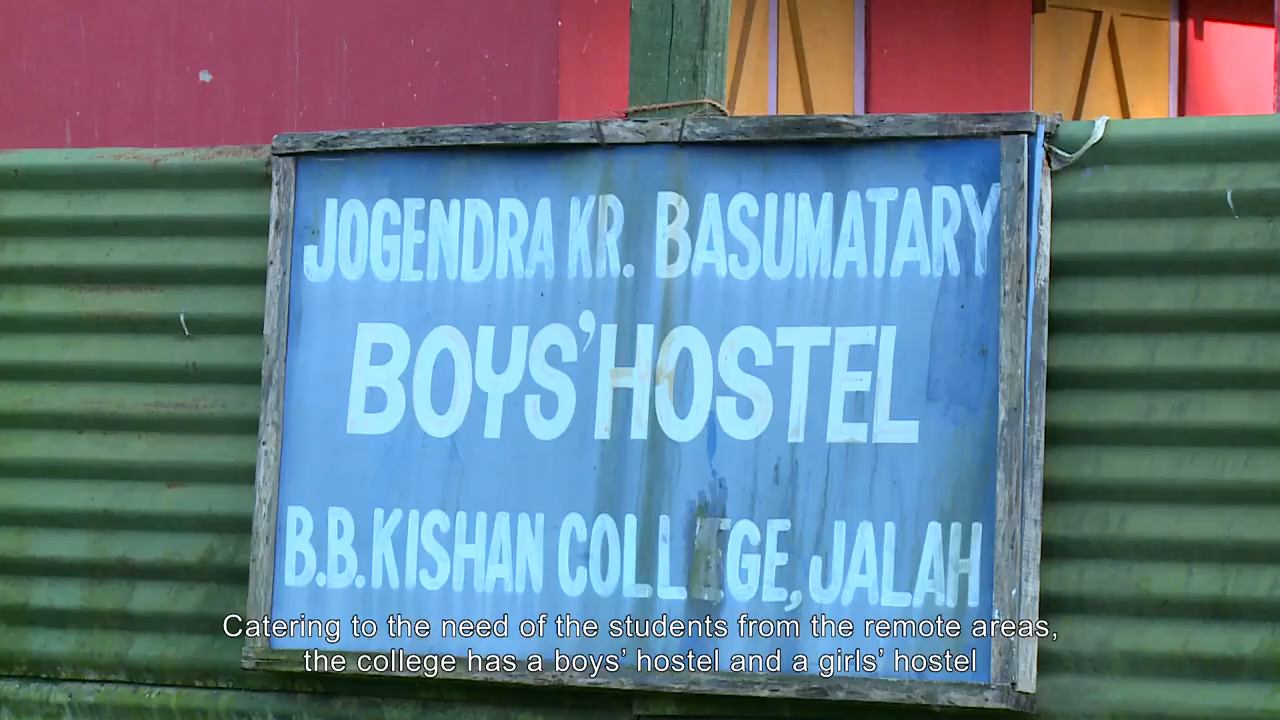 JOGENDRA KR. BASUMATARY
BOYS' HOSTEL
B.B. KISHAN COLLEGE, JALAH
Catering to the need of the students from the remote areas,
the college has a boys' hostel and a girls' hostel